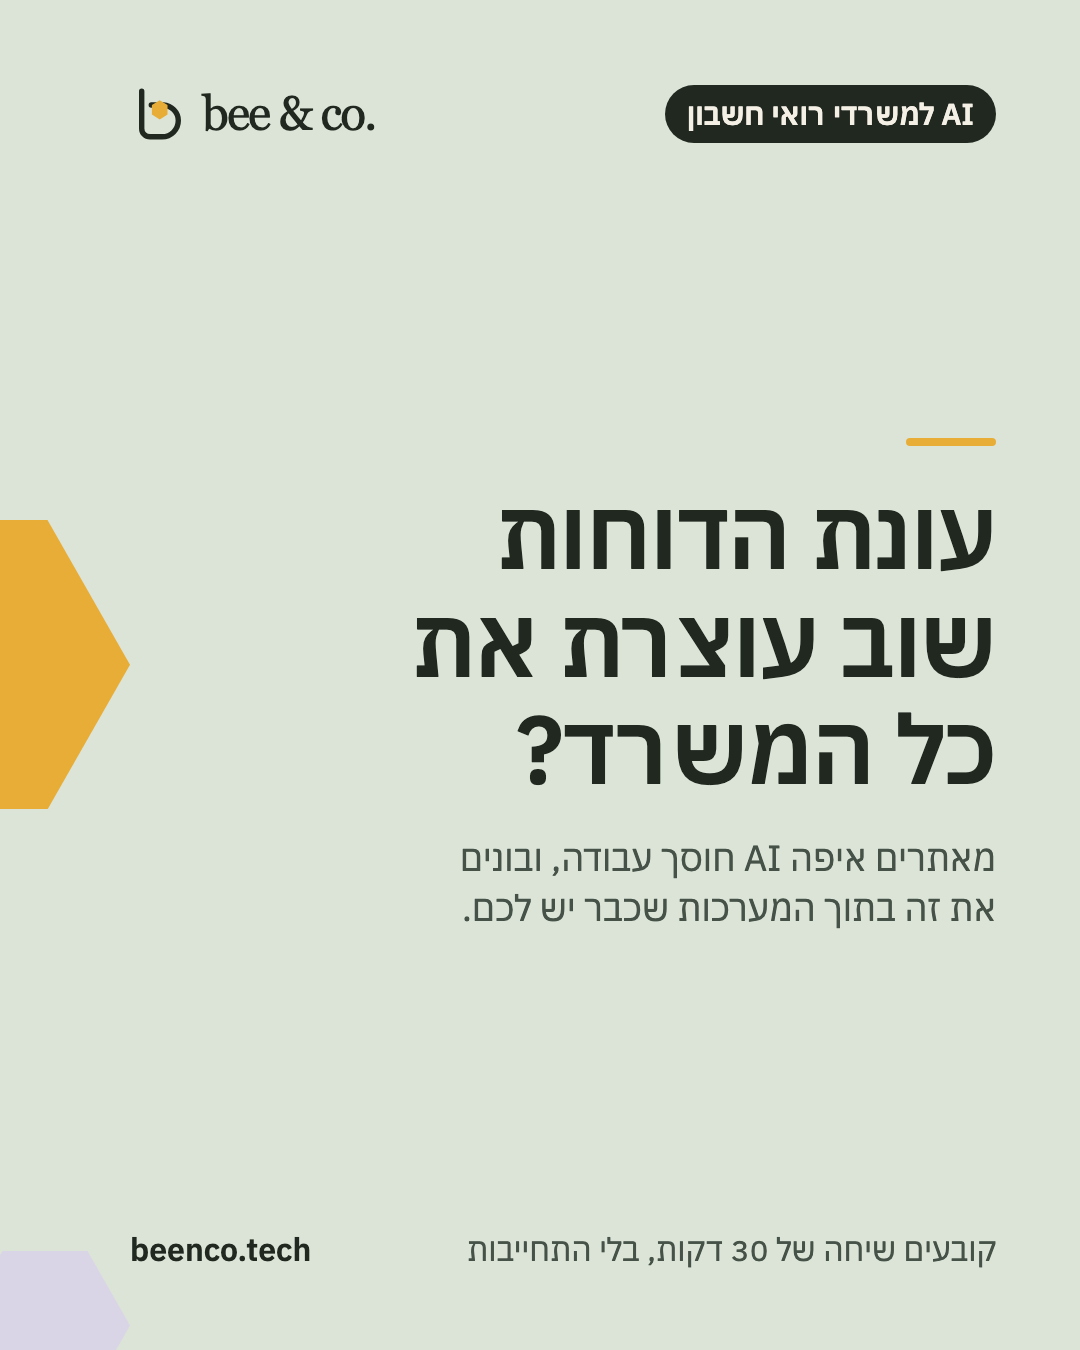 AI למשרדי רואי חשבון
bee & co.
עונת הדוחות
שוב עוצרת את
כל המשרד?
מאתרים איפה AI חוסך עבודה, ובונים
את זה בתוך המערכות שכבר יש לכם.
קובעים שיחה של 30 דקות, בלי התחייבות
beenco.tech